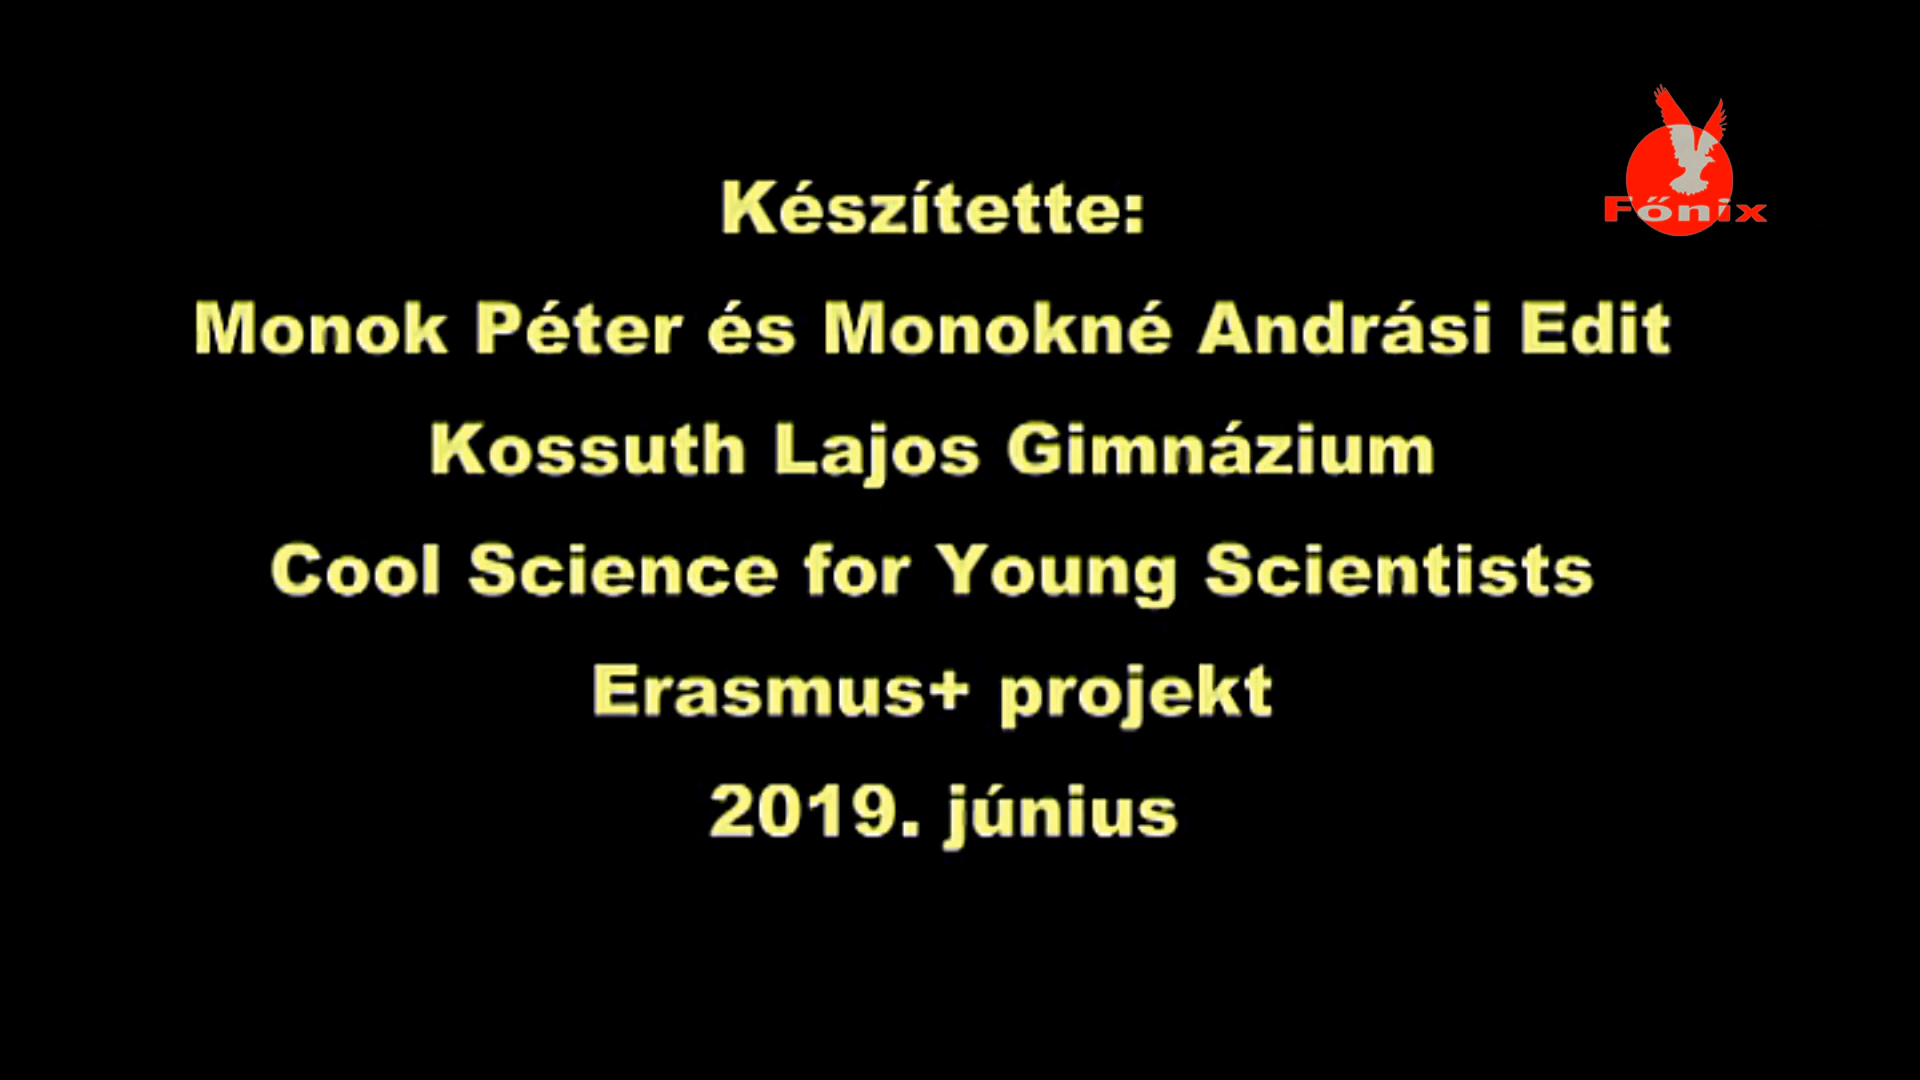 Főnix
Készítette:
Monok Péter és Monokné Andrási Edit
Kossuth Lajos Gimnázium
Cool Science for Young Scientists
Erasmus+ projekt
2019. június